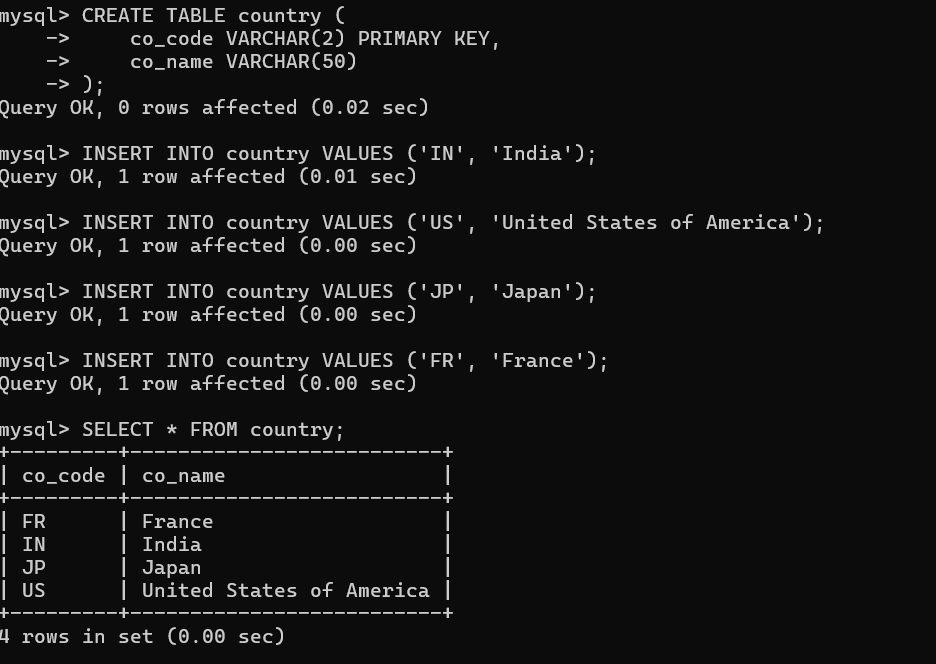 mysql> CREATE TABLE country (
    ->     co_code VARCHAR(2) PRIMARY KEY,
    ->     co_name VARCHAR(50)
    -> );
Query OK, 0 rows affected (0.02 sec)

mysql> INSERT INTO country VALUES ('IN', 'India');
Query OK, 1 row affected (0.01 sec)

mysql> INSERT INTO country VALUES ('US', 'United States of America');
Query OK, 1 row affected (0.00 sec)

mysql> INSERT INTO country VALUES ('JP', 'Japan');
Query OK, 1 row affected (0.00 sec)

mysql> INSERT INTO country VALUES ('FR', 'France');
Query OK, 1 row affected (0.00 sec)

mysql> SELECT * FROM country;
+---------+--------------------------+
| co_code | co_name                  |
+---------+--------------------------+
| FR      | France                   |
| IN      | India                    |
| JP      | Japan                    |
| US      | United States of America |
+---------+--------------------------+
4 rows in set (0.00 sec)